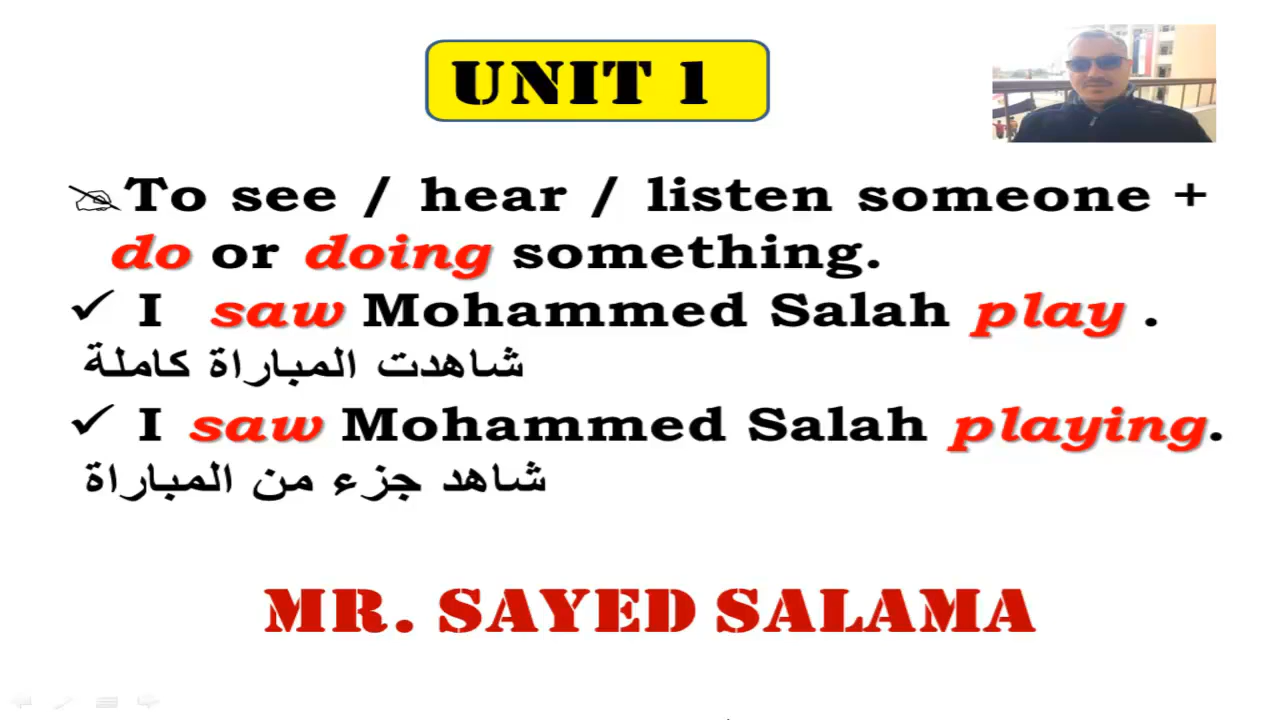 UNIT 1
To see / hear / listen someone +
do or doing something.
✓ I saw Mohammed Salah play .
شاهدت المباراة كاملة
✓ I saw Mohammed Salah playing.
شاهد جزء من المباراة
MR. SAYED SALAMA